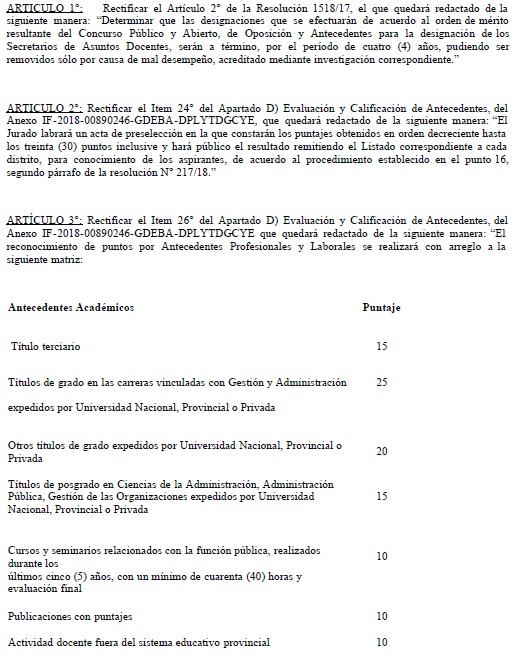 ARTICULO 1º: Rectificar el Artículo 2° de la Resolución 1518/17, el que quedará redactado de la
siguiente manera: “Determinar que las designaciones que se efectuarán de acuerdo al orden de mérito
resultante del Concurso Público y Abierto, de Oposición y Antecedentes para la designación de los
Secretarios de Asuntos Docentes, serán a término, por el período de cuatro (4) años, pudiendo ser
removidos sólo por causa de mal desempeño, acreditado mediante investigación correspondiente.”
ARTICULO 2º: Rectificar el Item 24° del Apartado D) Evaluación y Calificación de Antecedentes, del
Anexo IF-2018-00890246-GDEBA-DPLYTDGCYE, que quedará redactado de la siguiente manera: “El
Jurado labrará un acta de preselección en la que constarán los puntajes obtenidos en orden decreciente hasta
los treinta (30) puntos inclusive y hará público el resultado remitiendo el Listado correspondiente a cada
distrito, para conocimiento de los aspirantes, de acuerdo al procedimiento establecido en el punto 16,
segundo párrafo de la resolución N° 217/18.”
ARTÍCULO 3º: Rectificar el Item 26° del Apartado D) Evaluación y Calificación de Antecedentes, del
Anexo IF-2018-00890246-GDEBA-DPLYTDGCYE que quedará redactado de la siguiente manera: “El
reconocimiento de puntos por Antecedentes Profesionales y Laborales se realizará con arreglo a la
siguiente matriz:
Antecedentes Académicos Puntaje
Título terciario 15
Títulos de grado en las carreras vinculadas con Gestión y Administración 25
expedidos por Universidad Nacional, Provincial o Privada
Otros títulos de grado expedidos por Universidad Nacional, Provincial o
Privada 20
Títulos de posgrado en Ciencias de la Administración, Administración
Pública, Gestión de las Organizaciones expedidos por Universidad 15
Nacional, Provincial o Privada
Cursos y seminarios relacionados con la función pública, realizados 10
durante los
últimos cinco (5) años, con un mínimo de cuarenta (40) horas y
evaluación final
Publicaciones con puntajes 10
Actividad docente fuera del sistema educativo provincial 10